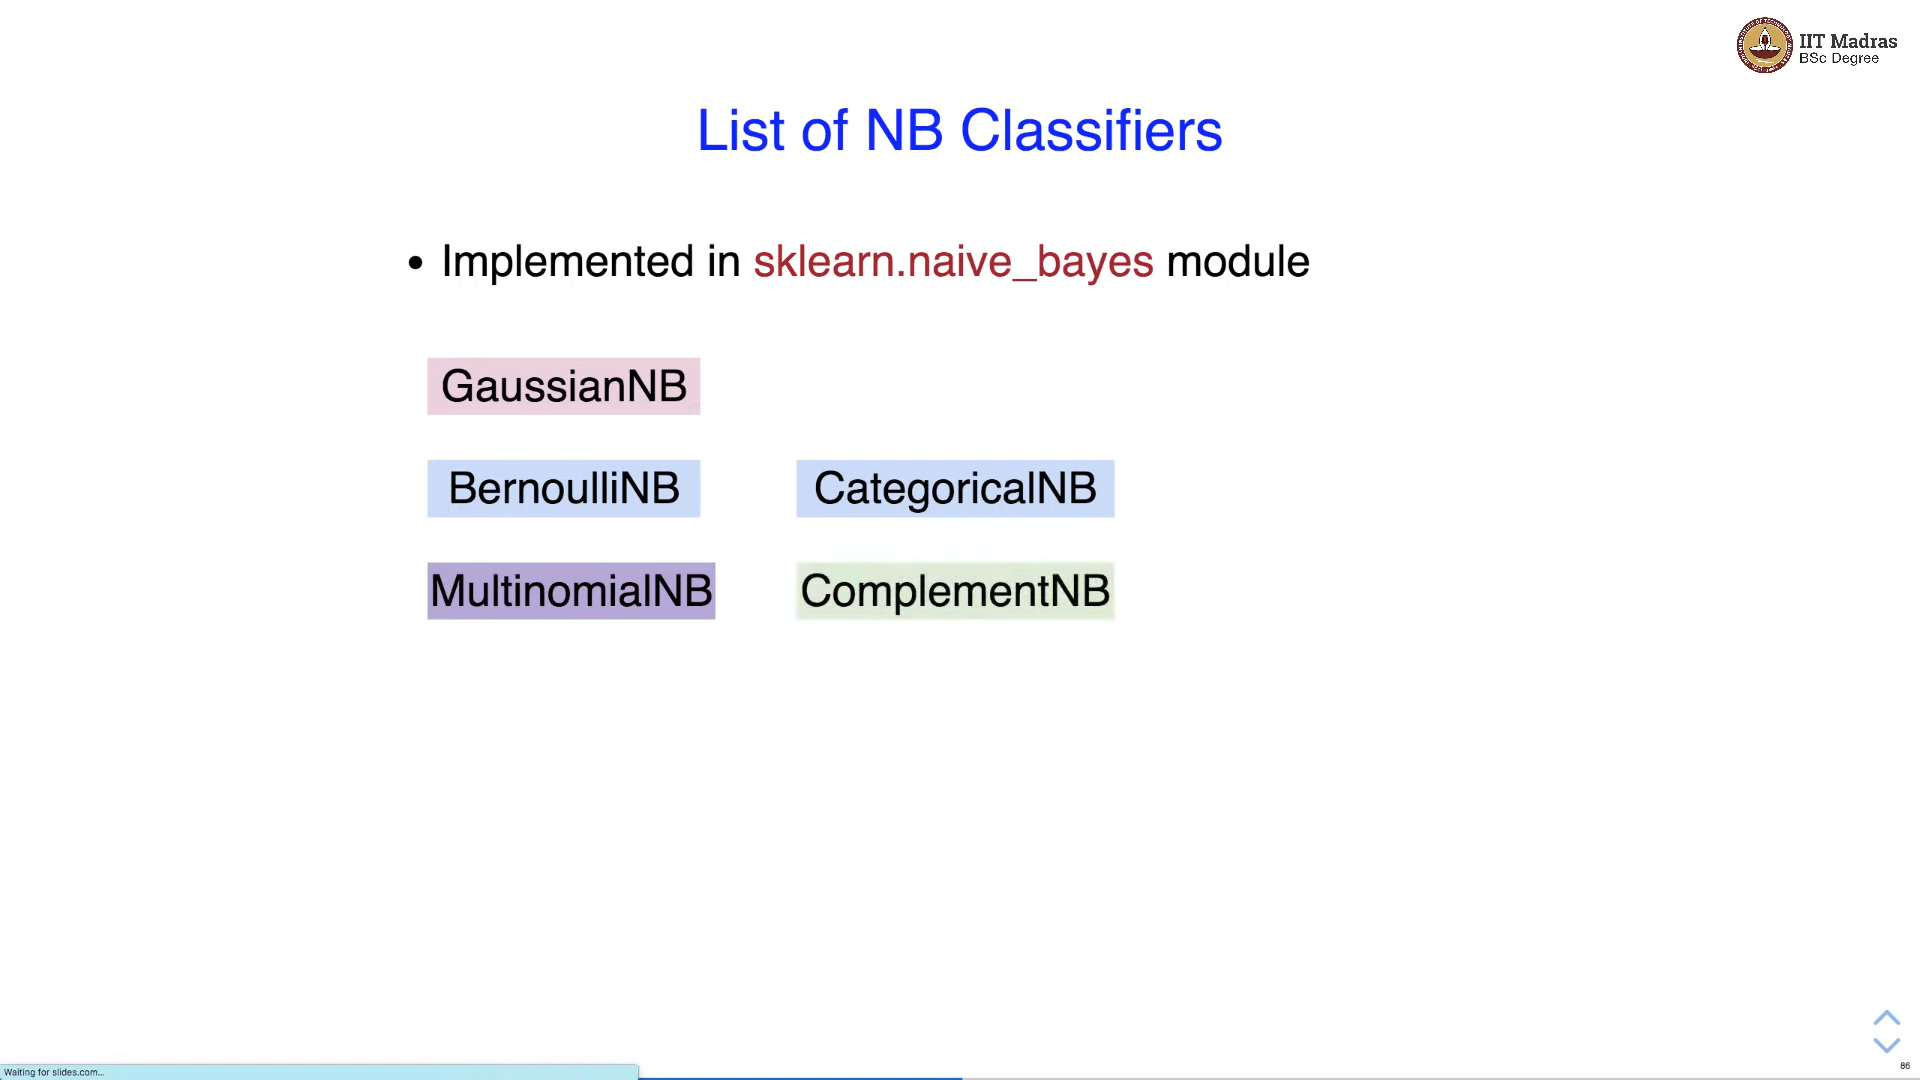 IIT Madras
BSc Degree
List of NB Classifiers
• Implemented in sklearn.naive_bayes module
GaussianNB
BernoulliNB CategoricalNB
MultinomialNB ComplementNB
Waiting for slides.com...
86